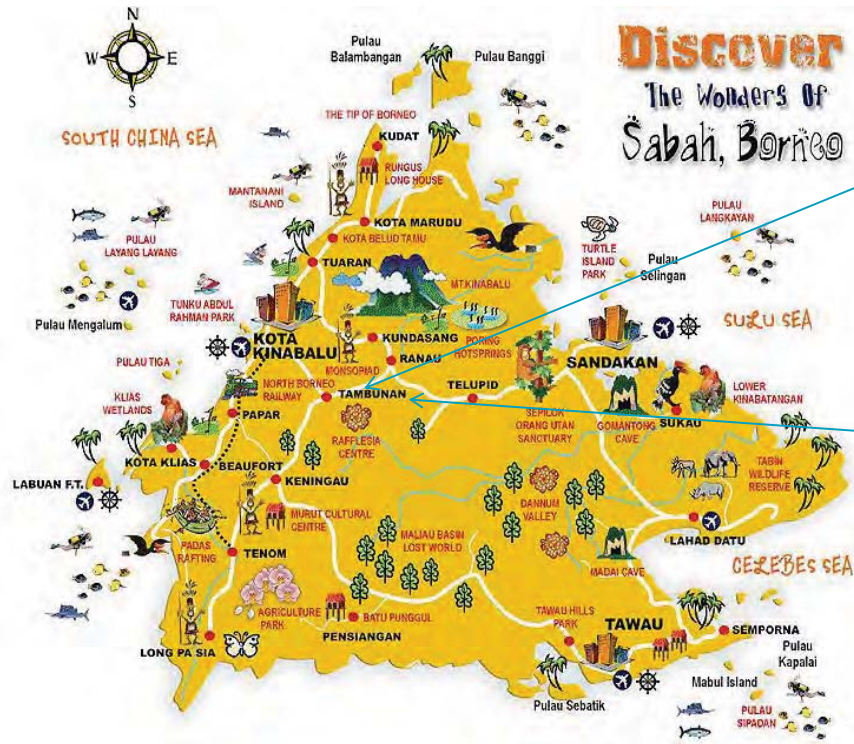 N
W
E
S
Discover
The Wonders Of
Sabah, Borneo
Pulau
Balambangan
Pulau Banggi
SOUTH CHINA SEA
THE TIP OF BORNEO
KUDAT
RUNGUS
LONG HOUSE
MANTANANI
ISLAND
KOTA MARUDU
KOTA BELUD TAMU
TUARAN
PULAU
LAYANG LAYANG
PULAU
LANGKAYAN
TURTLE
ISLAND
PARK
Pulau
Selingan
TUNKU ABDUL
RAHMAN PARK
MT.KINABALU
Pulau Mengalum
SULU SEA
KOTA
KINABALU
KUNDASANG
PORING
HOTSPRINGS
RANAU
MONSOPIAD
SANDAKAN
PULAU TIGA
NORTH BORNEO
RAILWAY
TAMBUNAN
TELUPID
LOWER
KINABATANGAN
KLIAS
WETLANDS
PAPAR
RAFFLESIA
CENTRE
SEPILOK
ORANG UTAN
SANCTUARY
GOMANTONG
CAVE
SUKAU
KOTA KLIAS
BEAUFORT
LABUAN F.T.
KENINGAU
TABIN
WILDLIFE
RESERVE
MURUT CULTURAL
CENTRE
DANNUM
VALLEY
MALIAU BASIN
LOST WORLD
LAHAD DATU
PADAS
RAFTING
TENOM
MADAI CAVE
CELEBES SEA
AGRICULTURE
PARK
BATU PUNGGUL
PENSIANGAN
TAWAU HILLS
PARK
TAWAU
SEMPORNA
LONG PA SIA
Pulau
Kapalai
Mabul Island
Pulau Sebatik
PULAU
SIPADAN